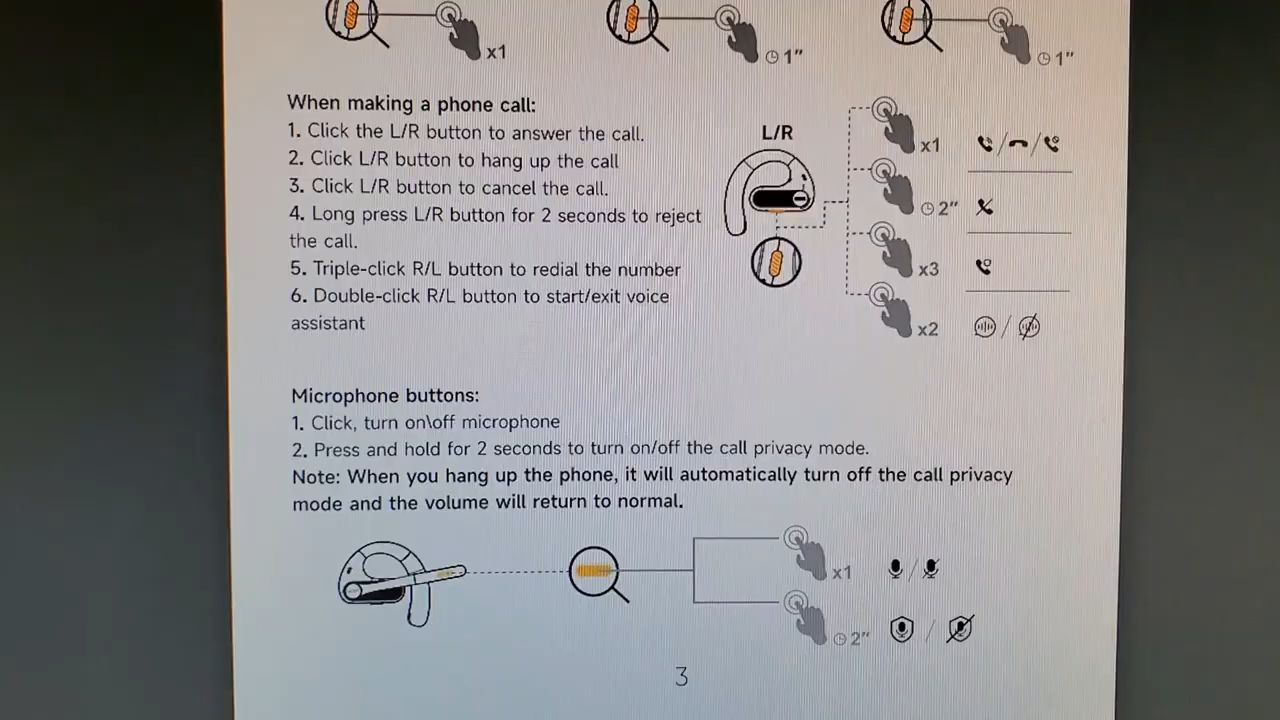 x1
1"
1"
When making a phone call:
1. Click the L/R button to answer the call.
2. Click L/R button to hang up the call
3. Click L/R button to cancel the call.
4. Long press L/R button for 2 seconds to reject
the call.
5. Triple-click R/L button to redial the number
6. Double-click R/L button to start/exit voice
assistant
L/R
x1
2"
x3
x2
Microphone buttons:
1. Click, turn on\off microphone
2. Press and hold for 2 seconds to turn on/off the call privacy mode.
Note: When you hang up the phone, it will automatically turn off the call privacy
mode and the volume will return to normal.
x1
2"
3